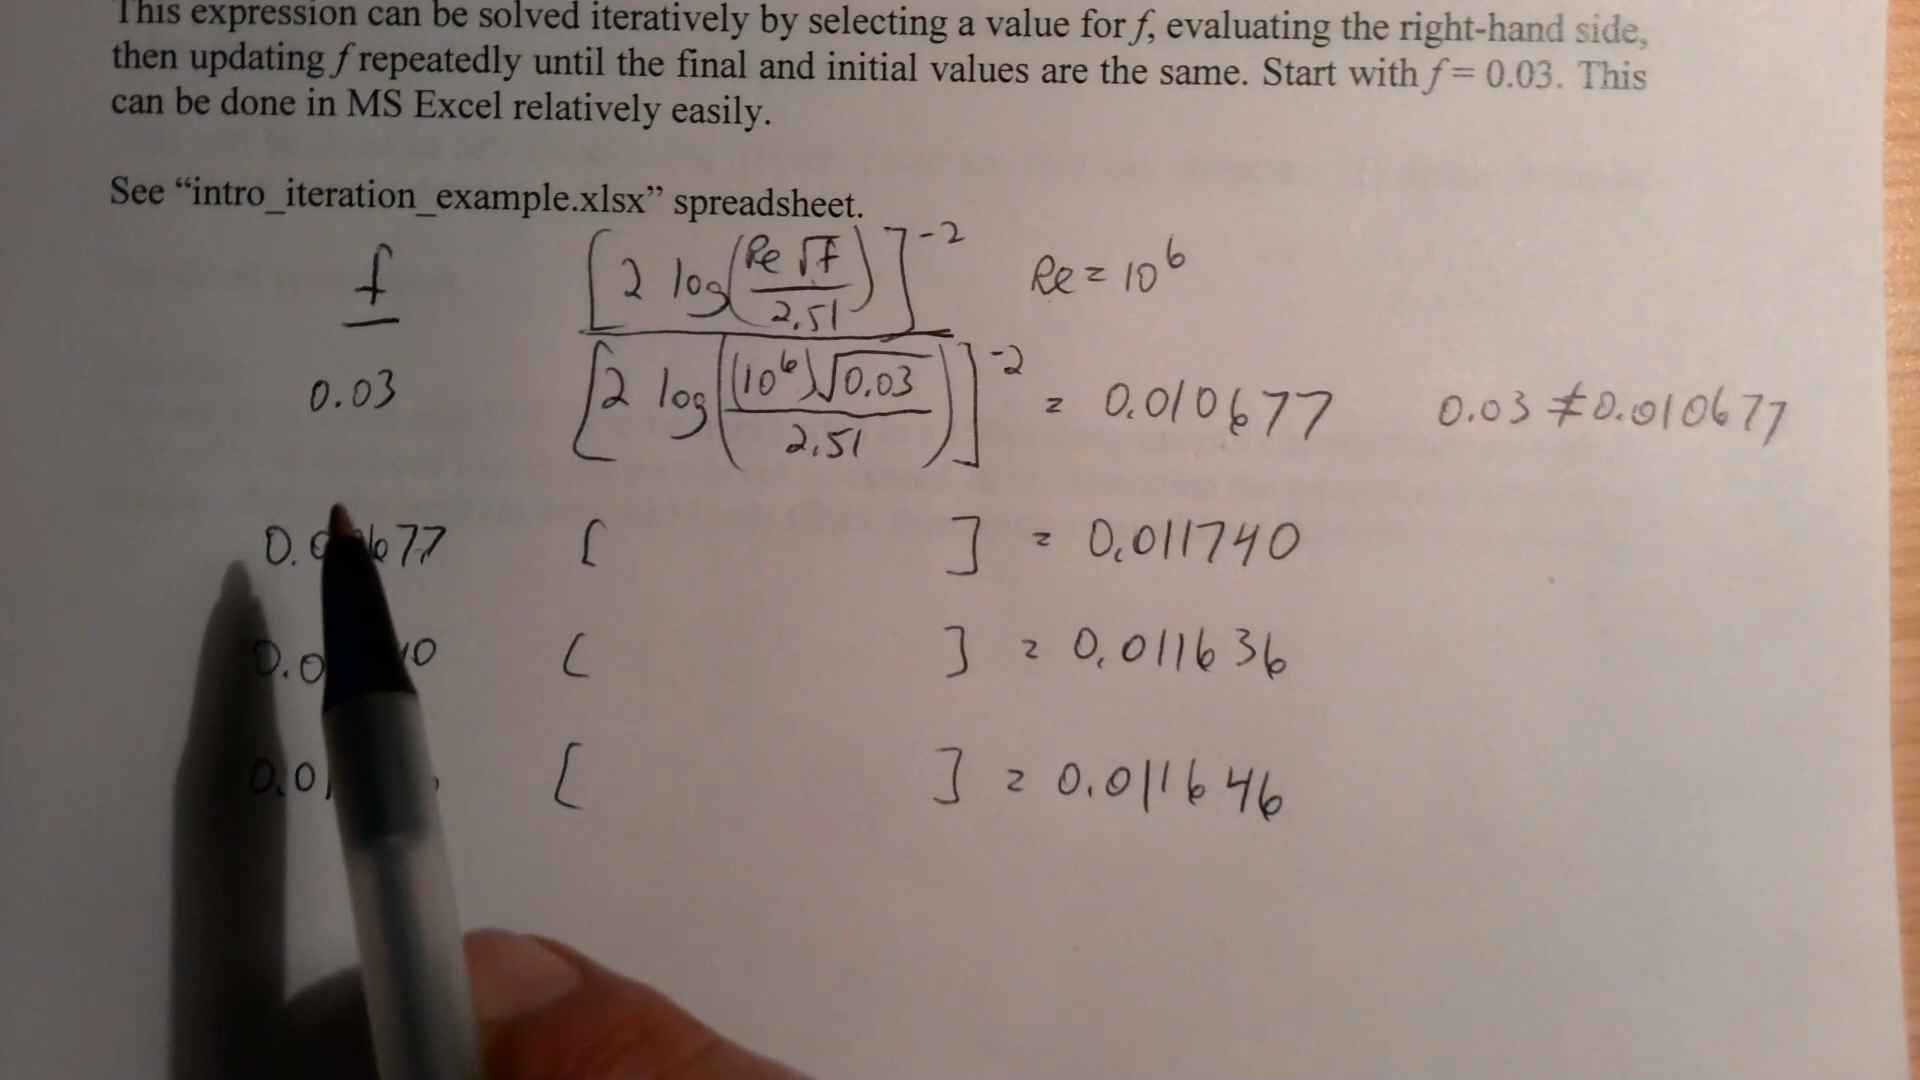 This expression can be solved iteratively by selecting a value for f, evaluating the right-hand side,
then updating f repeatedly until the final and initial values are the same. Start with f = 0.03. This
can be done in MS Excel relatively easily.
See “intro_iteration_example.xlsx” spreadsheet.
f [2 log(Re √f / 2.51)]^-2 Re = 10^6
0.03 [2 log((10^6)√0.03 / 2.51)]^-2 = 0.010677 0.03 ≠ 0.010677
[ ] = 0.011740
[ ] = 0.011636
[ ] = 0.011646